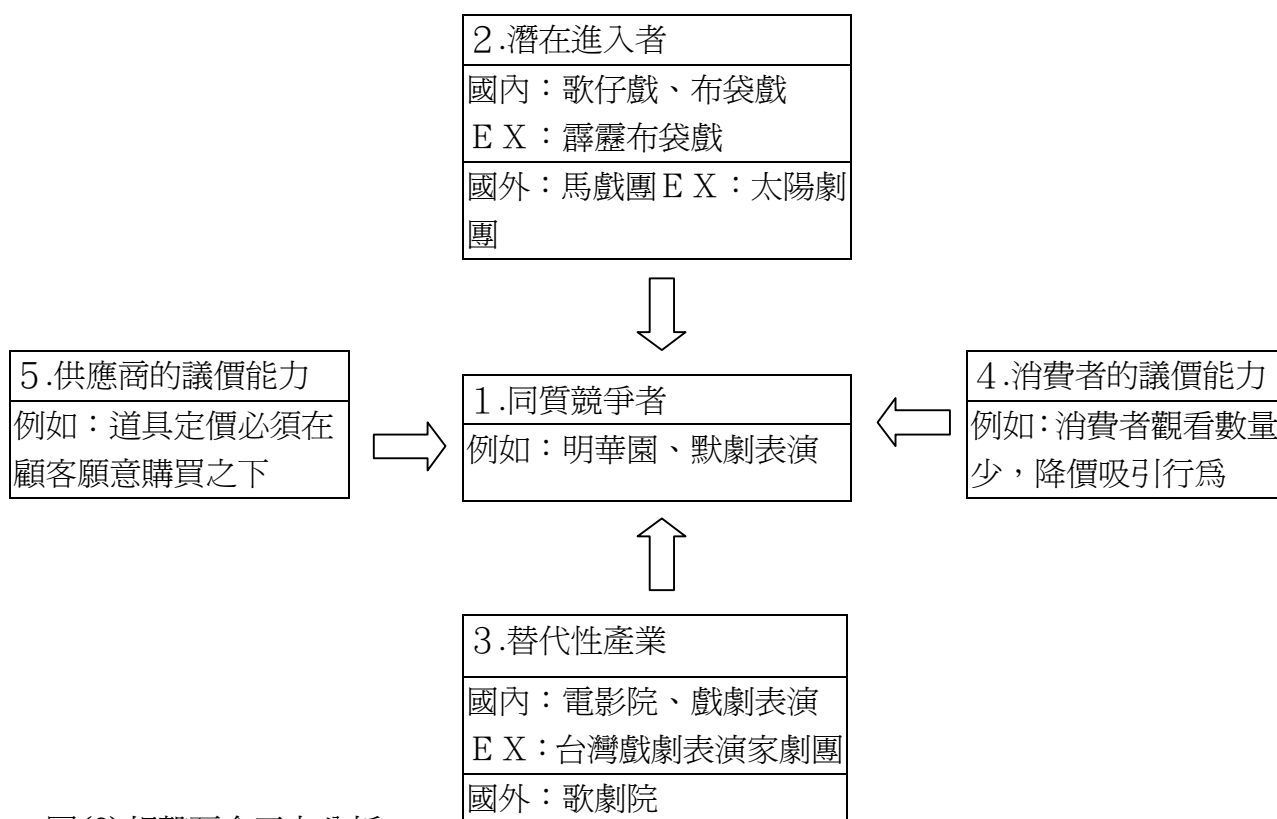 ２.潛在進入者
國內：歌仔戲、布袋戲
ＥＸ：霹靂布袋戲
國外：馬戲團ＥＸ：太陽劇
團
５.供應商的議價能力
例如：道具定價必須在
顧客願意購買之下
１.同質競爭者
例如：明華園、默劇表演
４.消費者的議價能力
例如：消費者觀看數量
少，降價吸引行為
３.替代性產業
國內：電影院、戲劇表演
ＥＸ：台灣戲劇表演家劇團
國外：歌劇院